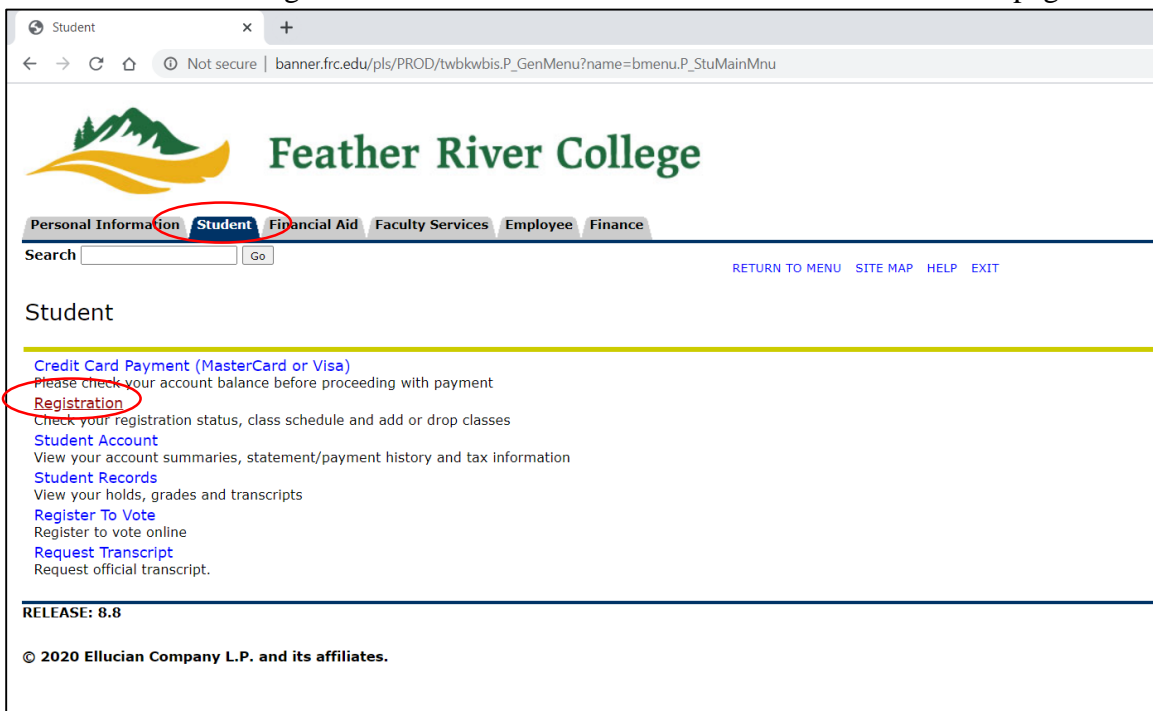 Student × +
Not secure | banner.frc.edu/pls/PROD/twbkwbis.P_GenMenu?name=bmenu.P_StuMainMnu
Feather River College
Personal Information Student Financial Aid Faculty Services Employee Finance
Search Go
RETURN TO MENU SITE MAP HELP EXIT
Student
Credit Card Payment (MasterCard or Visa)
Please check your account balance before proceeding with payment
Registration
Check your registration status, class schedule and add or drop classes
Student Account
View your account summaries, statement/payment history and tax information
Student Records
View your holds, grades and transcripts
Register To Vote
Register to vote online
Request Transcript
Request official transcript.
RELEASE: 8.8
© 2020 Ellucian Company L.P. and its affiliates.